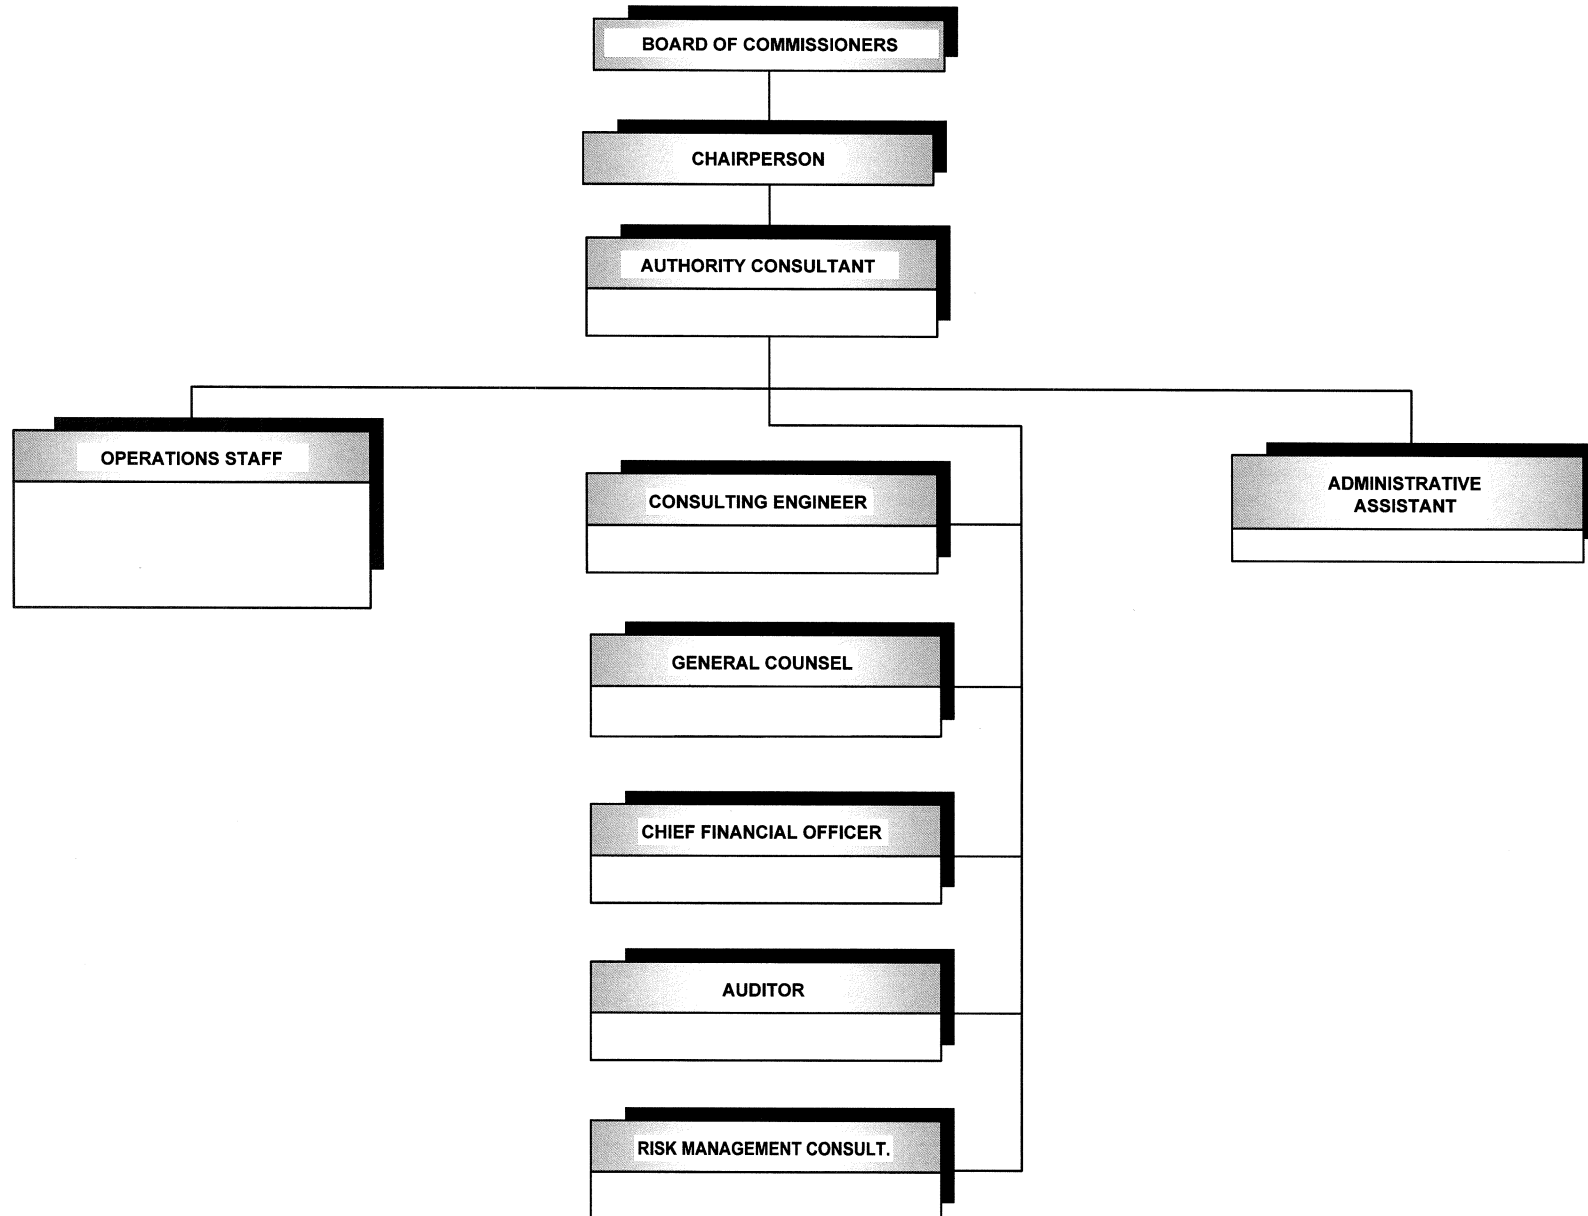 BOARD OF COMMISSIONERS
CHAIRPERSON
AUTHORITY CONSULTANT
OPERATIONS STAFF
ADMINISTRATIVE
ASSISTANT
CONSULTING ENGINEER
GENERAL COUNSEL
CHIEF FINANCIAL OFFICER
AUDITOR
RISK MANAGEMENT CONSULT.